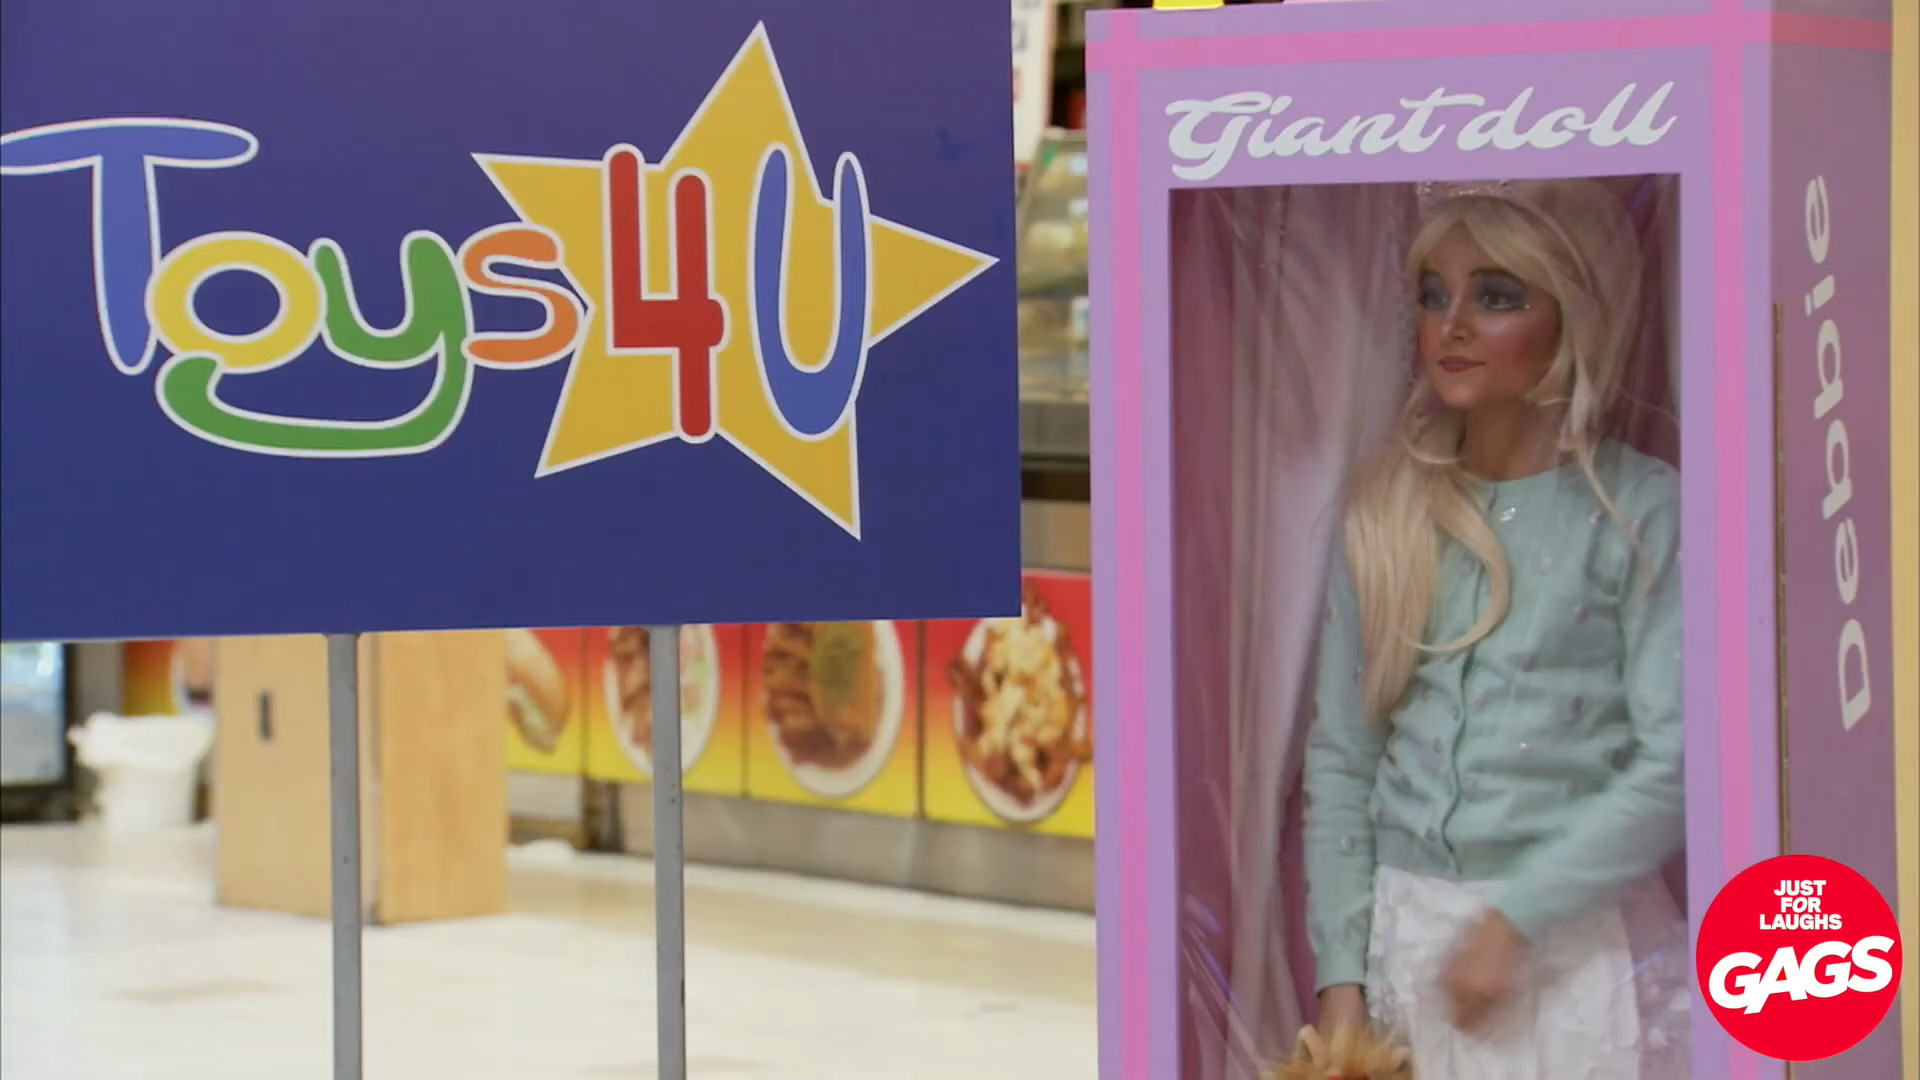 Toys4U
Giant doll
Debbie
JUST
FOR
LAUGHS
GAGS